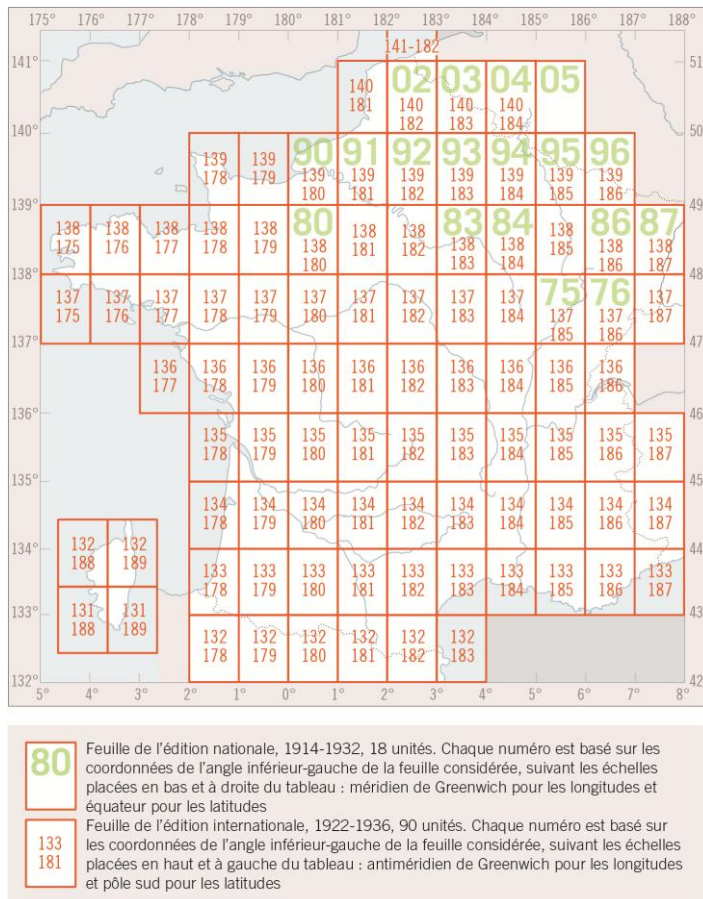 175° 176° 177° 178° 179° 180° 181° 182° 183° 184° 185° 186° 187° 188°
141-182
141° 51
02 03 04 05
140 140 140 140
181 182 183 184
140° 50
90 91 92 93 94 95 96
139 139 139 139 139 139 139 139 139
178 179 180 181 182 183 184 185 186
139° 49
80 83 84 86 87
138 138 138 138 138 138 138 138 138 138 138 138 138
175 176 177 178 179 180 181 182 183 184 185 186 187
138° 48
75 76
137 137 137 137 137 137 137 137 137 137 137 137 137
175 176 177 178 179 180 181 182 183 184 185 186 187
137° 47
136 136 136 136 136 136 136 136 136 136
177 178 179 180 181 182 183 184 185 186
136° 46
135 135 135 135 135 135 135 135 135 135
178 179 180 181 182 183 184 185 186 187
135° 45
134 134 134 134 134 134 134 134 134 134
178 179 180 181 182 183 184 185 186 187
132 132
188 189
134° 44
133 133 133 133 133 133 133 133 133 133
178 179 180 181 182 183 184 185 186 187
131 131
188 189
133° 43
132 132 132 132 132 132
178 179 180 181 182 183
132° 42
5° 4° 3° 2° 1° 0° 1° 2° 3° 4° 5° 6° 7° 8°
80
Feuille de l'édition nationale, 1914-1932, 18 unités. Chaque numéro est basé sur les
coordonnées de l'angle inférieur-gauche de la feuille considérée, suivant les échelles
placées en bas et à droite du tableau : méridien de Greenwich pour les longitudes et
équateur pour les latitudes
133
181
Feuille de l'édition internationale, 1922-1936, 90 unités. Chaque numéro est basé sur
les coordonnées de l'angle inférieur-gauche de la feuille considérée, suivant les échelles
placées en haut et à gauche du tableau : antiméridien de Greenwich pour les longitudes
et pôle sud pour les latitudes